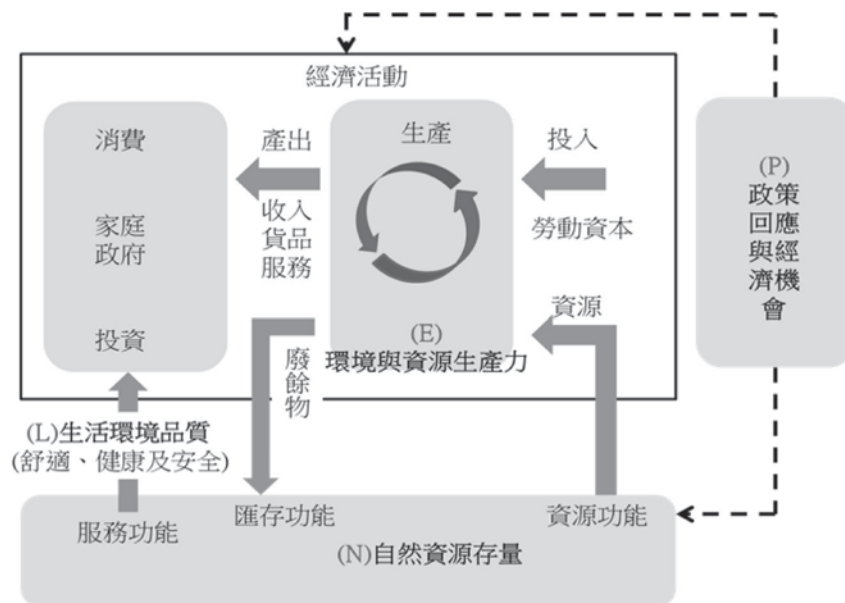 經濟活動
消費
家庭
政府
投資
產出
收入
貨品
服務
生產
投入
勞動資本
資源
(E)
環境與資源生產力
廢
餘
物
(P)
政策
回應
與經
濟機
會
(L)生活環境品質
(舒適、健康及安全)
服務功能
匯存功能
資源功能
(N)自然資源存量